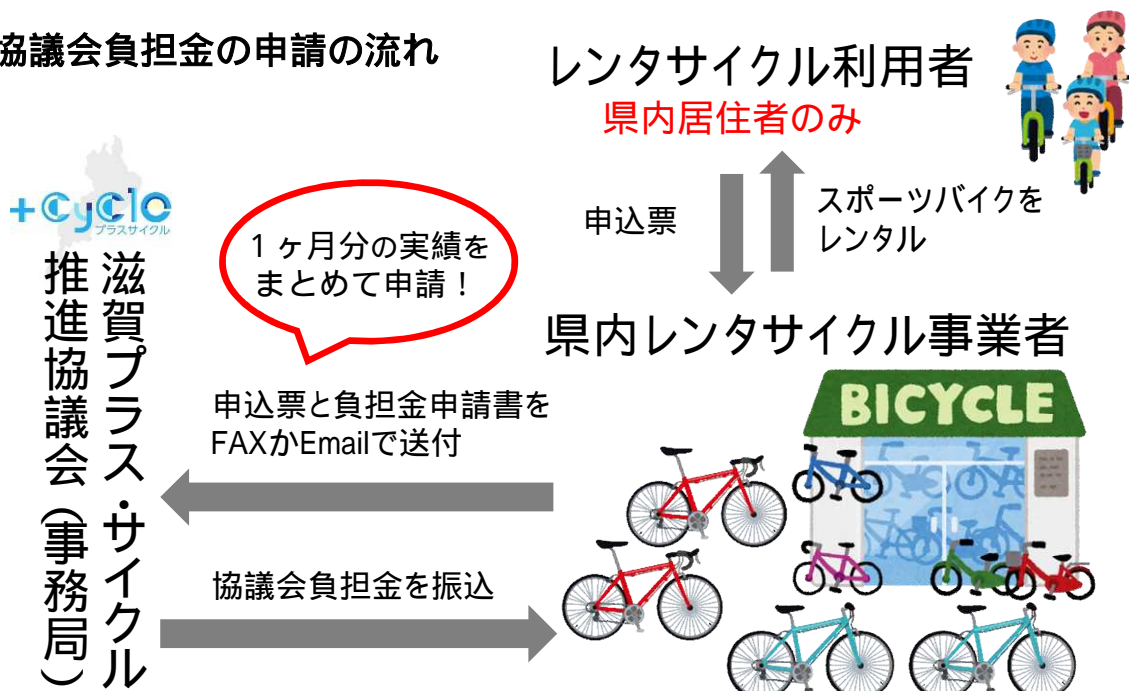 協議会負担金の申請の流れ
レンタサイクル利用者
県内居住者のみ
+Cyclo
プラスサイクル
滋賀プラス・サイクル
推進協議会（事務局）
１ヶ月分の実績を
まとめて申請！
申込票
スポーツバイクを
レンタル
県内レンタサイクル事業者
BICYCLE
申込票と負担金申請書を
FAXかEmailで送付
協議会負担金を振込